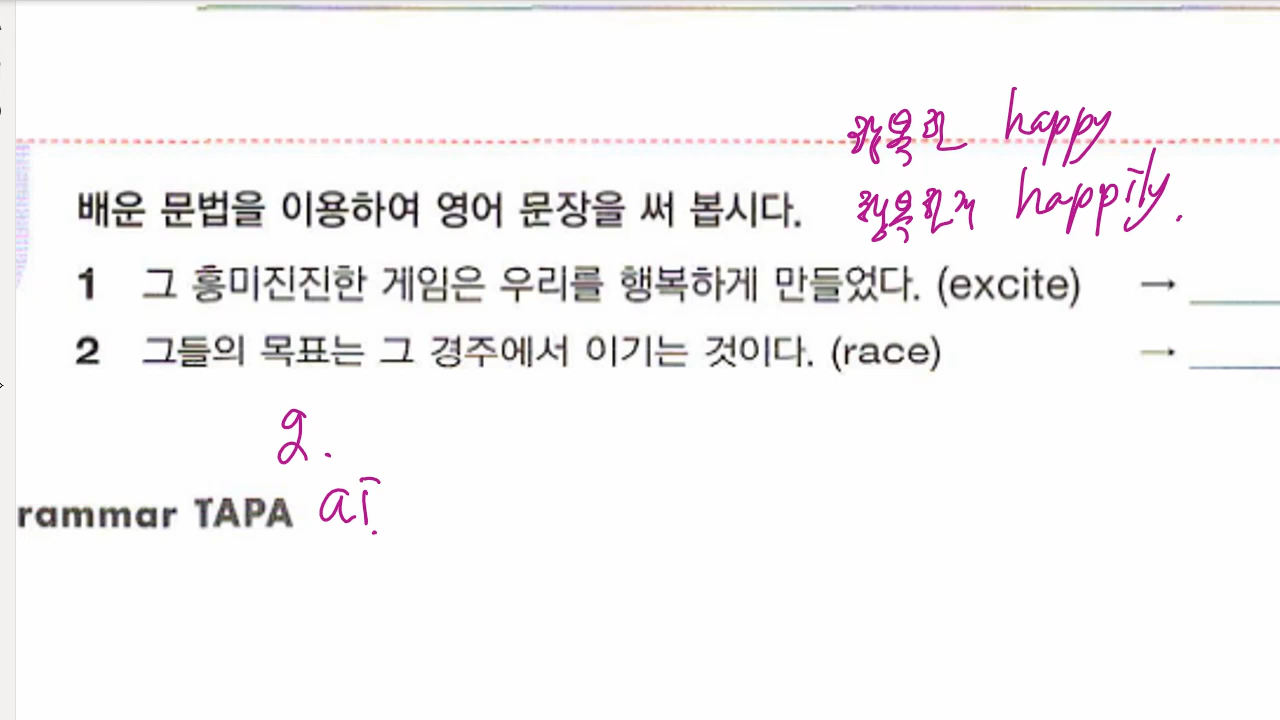 행복한 happy
배운 문법을 이용하여 영어 문장을 써 봅시다. 행복하게 happily.
1 그 흥미진진한 게임은 우리를 행복하게 만들었다. (excite) →
2 그들의 목표는 그 경주에서 이기는 것이다. (race) →
g.
rammar TAPA ai